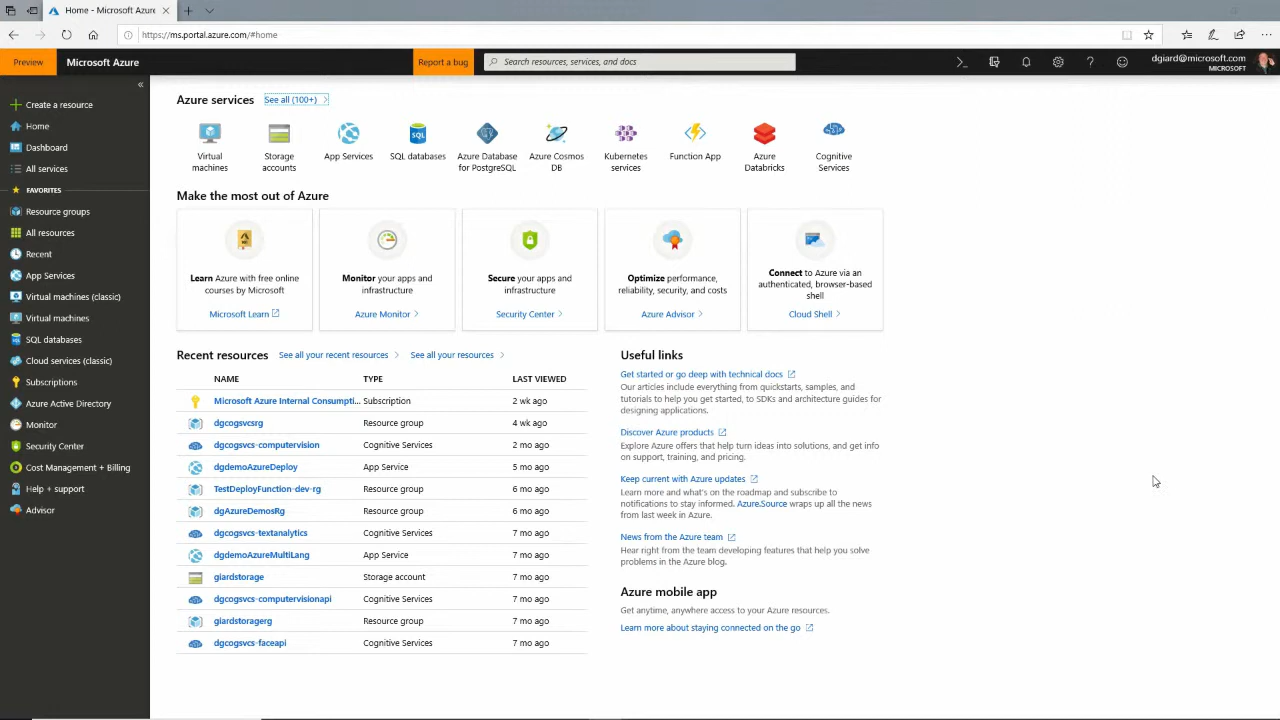 Home - Microsoft Azure
https://ms.portal.azure.com/#home
Preview
Microsoft Azure
Report a bug
Search resources, services, and docs
dgiard@microsoft.com
MICROSOFT
Create a resource
Home
Dashboard
All services
FAVORITES
Resource groups
All resources
Recent
App Services
Virtual machines (classic)
Virtual machines
SQL databases
Cloud services (classic)
Subscriptions
Azure Active Directory
Monitor
Security Center
Cost Management + Billing
Help + support
Advisor
Azure services See all (100+)
Virtual
machines
Storage
accounts
App Services
SQL databases
Azure Database
for PostgreSQL
Azure Cosmos
DB
Kubernetes
services
Function App
Azure
Databricks
Cognitive
Services
Make the most out of Azure
Learn Azure with free online
courses by Microsoft
Microsoft Learn
Monitor your apps and
infrastructure
Azure Monitor
Secure your apps and
infrastructure
Security Center
Optimize performance,
reliability, security, and costs
Azure Advisor
Connect to Azure via an
authenticated, browser-based
shell
Cloud Shell
Recent resources See all your recent resources See all your resources
NAME TYPE LAST VIEWED
Microsoft Azure Internal Consumpti... Subscription 2 wk ago
dgcogsvcsrg Resource group 4 wk ago
dgcogsvcs-computervision Cognitive Services 2 mo ago
dgdemoAzureDeploy App Service 5 mo ago
TestDeployFunction-dev-rg Resource group 6 mo ago
dgAzureDemosRg Resource group 6 mo ago
dgcogsvcs-textanalytics Cognitive Services 7 mo ago
dgdemoAzureMultiLang App Service 7 mo ago
giardstorage Storage account 7 mo ago
dgcogsvcs-computervisionapi Cognitive Services 7 mo ago
giardstoragerg Resource group 7 mo ago
dgcogsvcs-faceapi Cognitive Services 7 mo ago
Useful links
Get started or go deep with technical docs
Our articles include everything from quickstarts, samples, and
tutorials to help you get started, to SDKs and architecture guides for
designing applications.
Discover Azure products
Explore Azure offers that help turn ideas into solutions, and get info
on support, training, and pricing.
Keep current with Azure updates
Learn more and what's on the roadmap and subscribe to
notifications to stay informed. Azure.Source wraps up all the news
from last week in Azure.
News from the Azure team
Hear right from the team developing features that help you solve
problems in the Azure blog.
Azure mobile app
Get anytime, anywhere access to your Azure resources.
Learn more about staying connected on the go